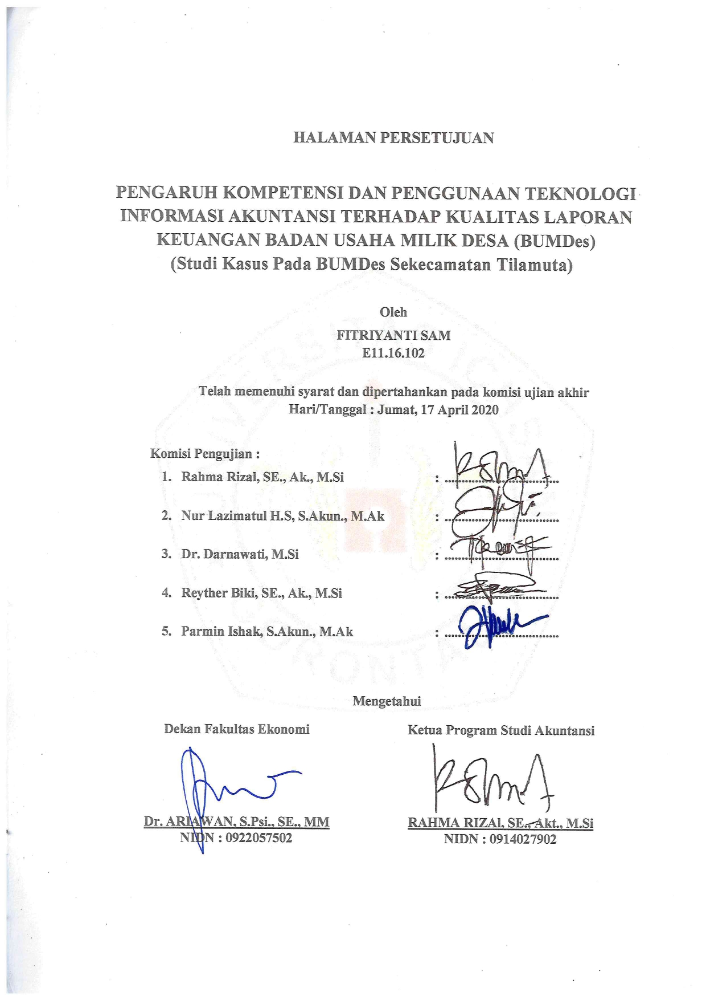 HALAMAN PERSETUJUAN
PENGARUH KOMPETENSI DAN PENGGUNAAN TEKNOLOGI
INFORMASI AKUNTANSI TERHADAP KUALITAS LAPORAN
KEUANGAN BADAN USAHA MILIK DESA (BUMDes)
(Studi Kasus Pada BUMDes Sekecamatan Tilamuta)
Oleh
FITRIYANTI SAM
E11.16.102
Telah memenuhi syarat dan dipertahankan pada komisi ujian akhir
Hari/Tanggal : Jumat, 17 April 2020
Komisi Pengujian :
1. Rahma Rizal, SE., Ak., M.Si : ..................................
2. Nur Lazimatul H.S, S.Akun., M.Ak : ..................................
3. Dr. Darnawati, M.Si : ..................................
4. Reyther Biki, SE., Ak., M.Si : ..................................
5. Parmin Ishak, S.Akun., M.Ak : ..................................
Mengetahui
Dekan Fakultas Ekonomi Ketua Program Studi Akuntansi
Dr. ARIAWAN, S.Psi., SE., MM RAHMA RIZAl, SE., Akt., M.Si
NIDN : 0922057502 NIDN : 0914027902